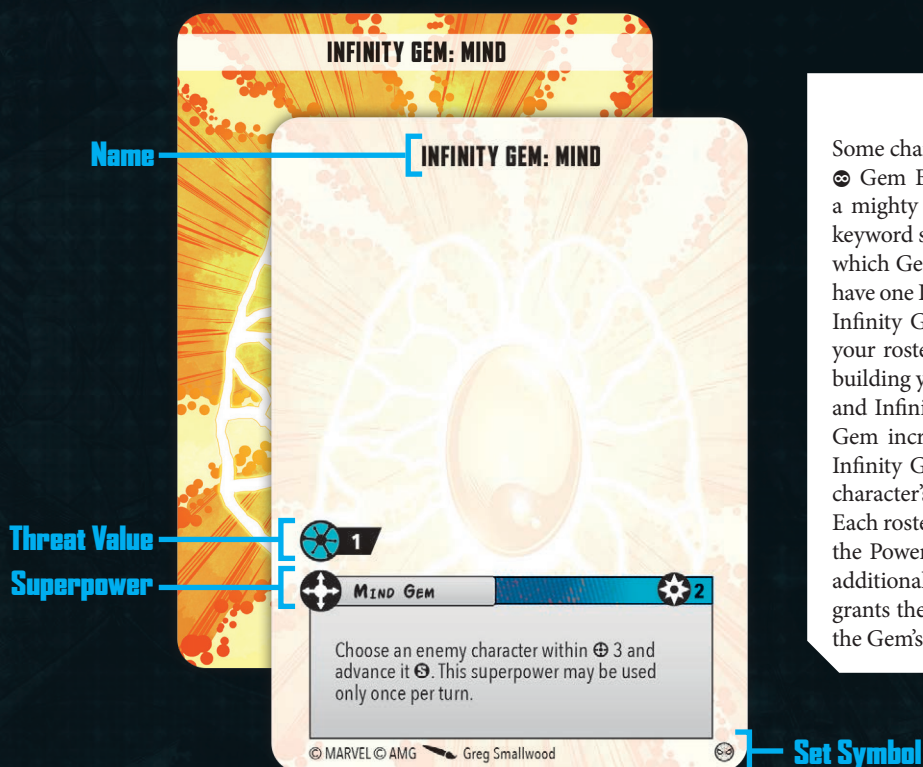 INFINITY GEM: MIND
INFINITY GEM: MIND
Name
Threat Value
1
Superpower
MIND GEM
2
Choose an enemy character within 3 and
advance it S. This superpower may be used
only once per turn.
© MARVEL © AMG Greg Smallwood
Set Symbol
Some cha
Gem E
a mighty
keyword s
which Ge
have one I
Infinity G
your roste
building y
and Infini
Gem incr
Infinity G
character's
Each roste
the Power
additional
grants the
the Gem's